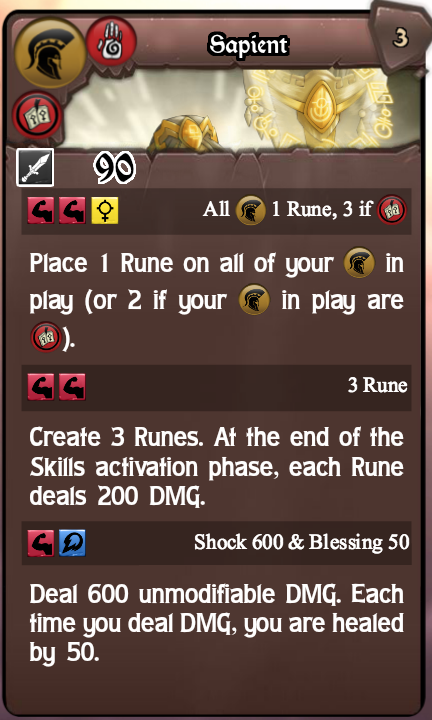 Sapient
3
90
All 1 Rune, 3 if
Place 1 Rune on all of your in
play (or 2 if your in play are
).
3 Rune
Create 3 Runes. At the end of the
Skills activation phase, each Rune
deals 200 DMG.
Shock 600 & Blessing 50
Deal 600 unmodifiable DMG. Each
time you deal DMG, you are healed
by 50.